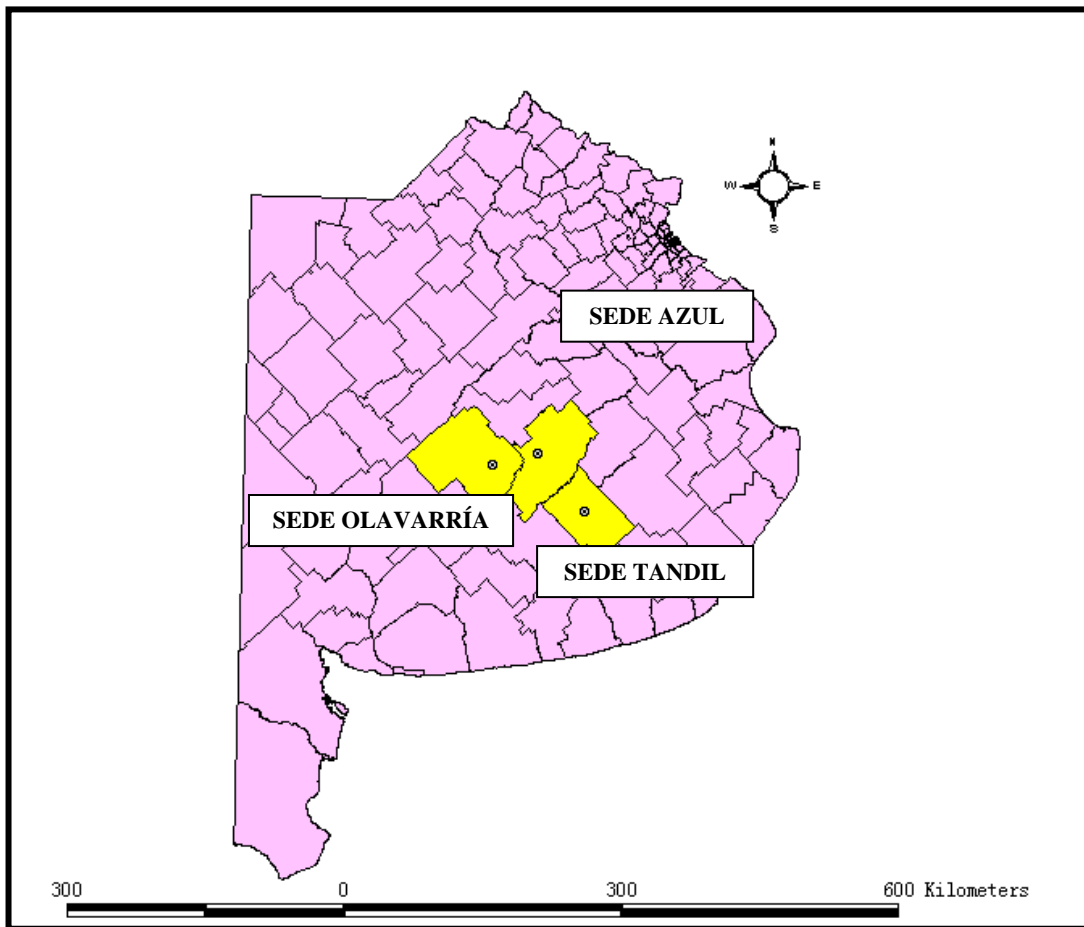 N
W E
S
SEDE AZUL
SEDE OLAVARRÍA
SEDE TANDIL
300 0 300 600 Kilometers